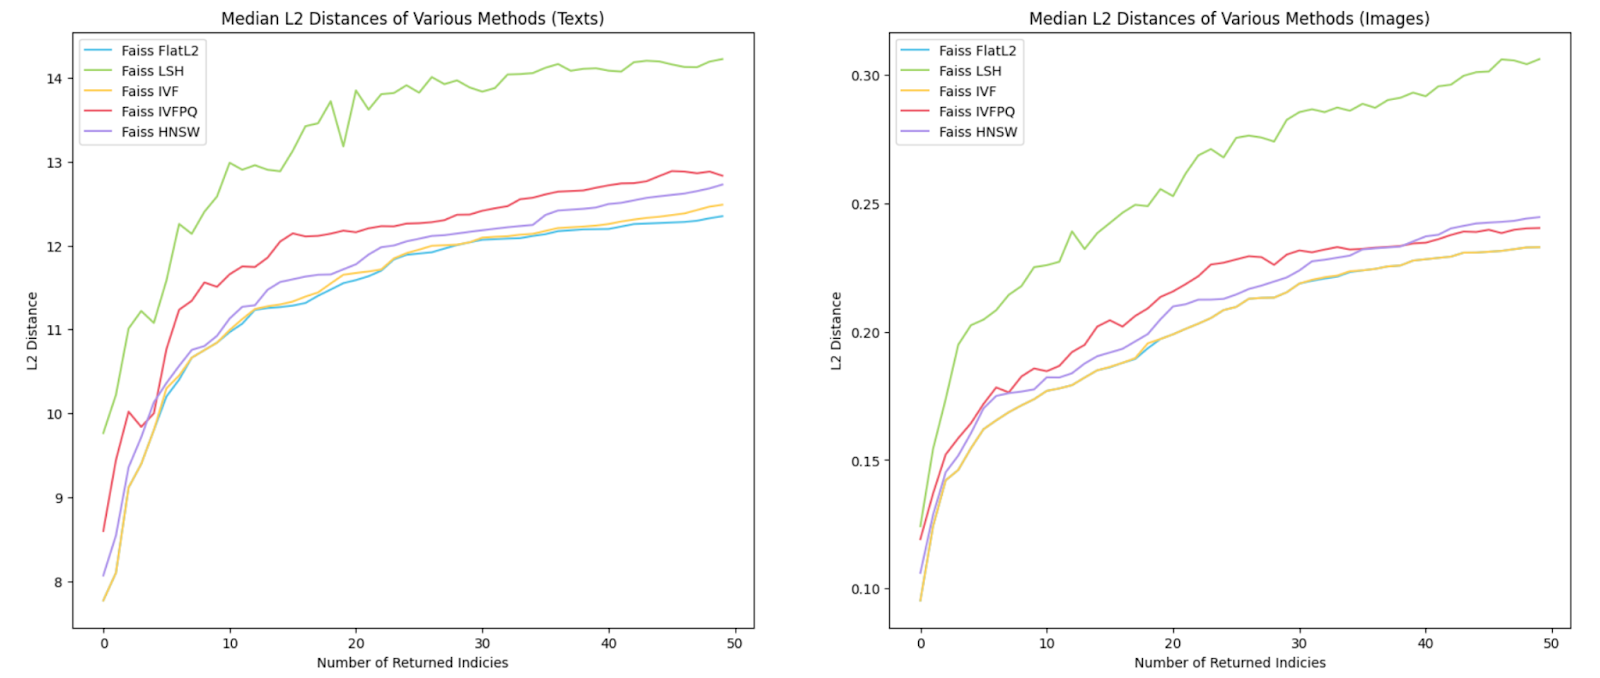 Median L2 Distances of Various Methods (Texts)
Faiss FlatL2
Faiss LSH
Faiss IVF
Faiss IVFPQ
Faiss HNSW
14
13
12
11
10
9
8
L2 Distance
0 10 20 30 40 50
Number of Returned Indicies
Median L2 Distances of Various Methods (Images)
Faiss FlatL2
Faiss LSH
Faiss IVF
Faiss IVFPQ
Faiss HNSW
0.30
0.25
0.20
0.15
0.10
L2 Distance
0 10 20 30 40 50
Number of Returned Indicies